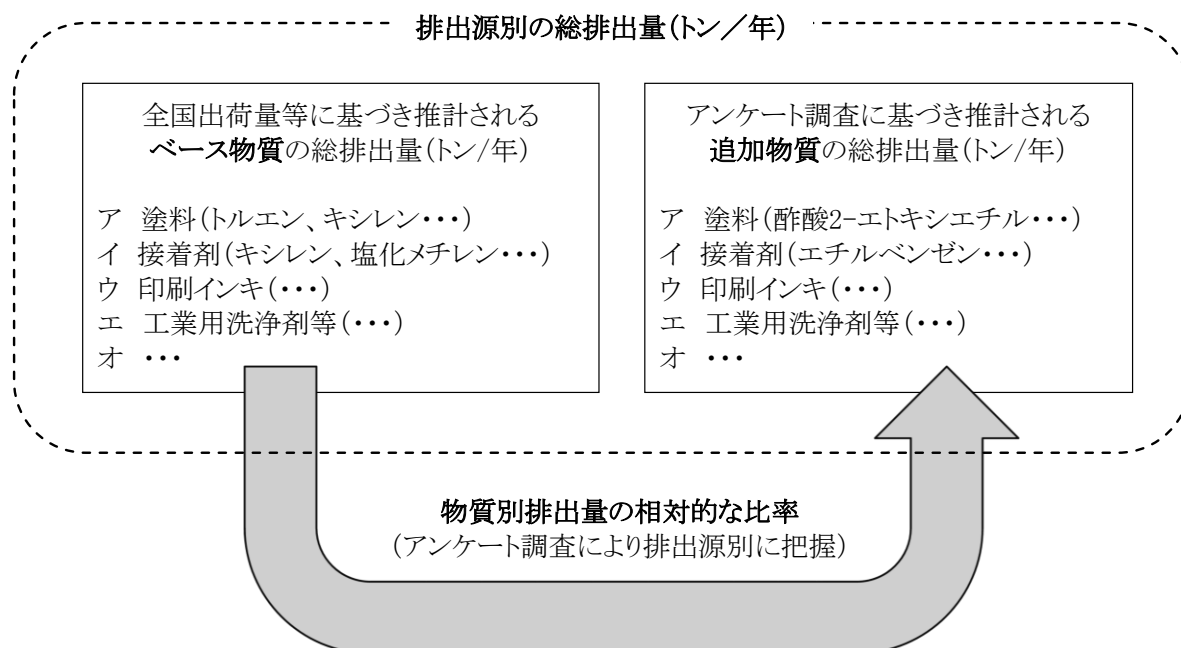 排出源別の総排出量(トン／年)
全国出荷量等に基づき推計される
ベース物質の総排出量(トン/年)
ア 塗料(トルエン、キシレン・・・)
イ 接着剤(キシレン、塩化メチレン・・・)
ウ 印刷インキ(・・・)
エ 工業用洗浄剤等(・・・)
オ ・・・
アンケート調査に基づき推計される
追加物質の総排出量(トン/年)
ア 塗料(酢酸2-エトキシエチル・・・)
イ 接着剤(エチルベンゼン・・・)
ウ 印刷インキ(・・・)
エ 工業用洗浄剤等(・・・)
オ ・・・
物質別排出量の相対的な比率
(アンケート調査により排出源別に把握)